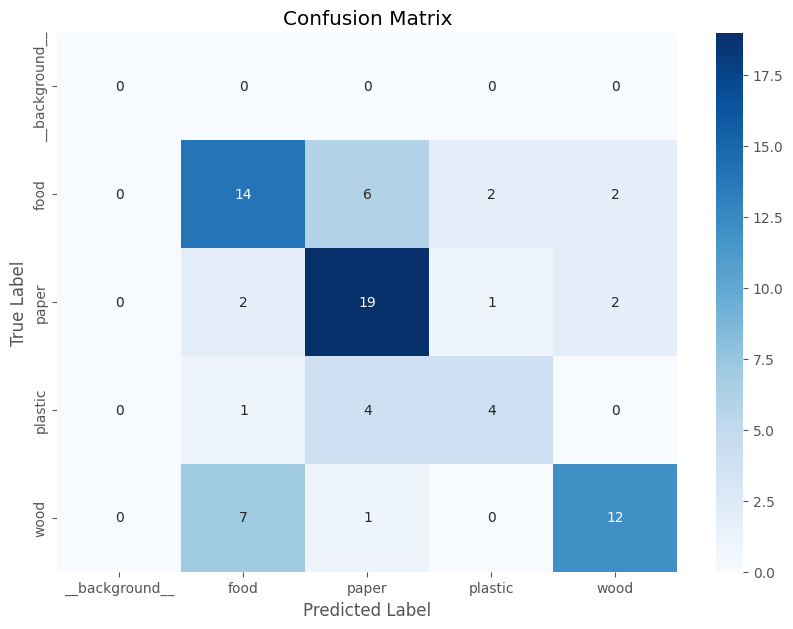 Confusion Matrix
True Label
__background__
0 0 0 0 0
food
0 14 6 2 2
paper
0 2 19 1 2
plastic
0 1 4 4 0
wood
0 7 1 0 12
__background__ food paper plastic wood
Predicted Label
17.5
15.0
12.5
10.0
7.5
5.0
2.5
0.0